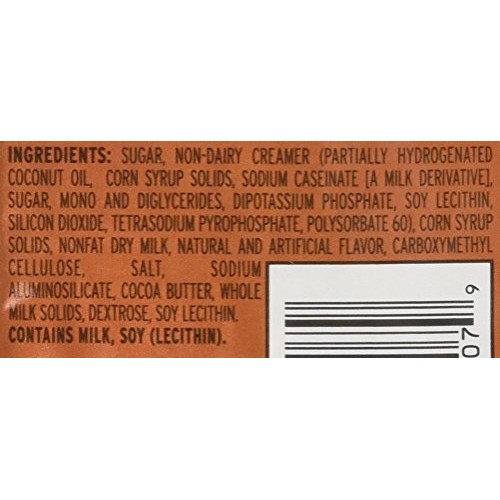 INGREDIENTS: SUGAR, NON-DAIRY CREAMER (PARTIALLY HYDROGENATED
COCONUT OIL, CORN SYRUP SOLIDS, SODIUM CASEINATE [A MILK DERIVATIVE],
SUGAR, MONO AND DIGLYCERIDES, DIPOTASSIUM PHOSPHATE, SOY LECITHIN,
SILICON DIOXIDE, TETRASODIUM PYROPHOSPHATE, POLYSORBATE 60), CORN SYRUP
SOLIDS, NONFAT DRY MILK, NATURAL AND ARTIFICIAL FLAVOR, CARBOXYMETHYL
CELLULOSE, SALT, SODIUM
ALUMINOSILICATE, COCOA BUTTER, WHOLE
MILK SOLIDS, DEXTROSE, SOY LECITHIN.
CONTAINS MILK, SOY (LECITHIN).
07 9